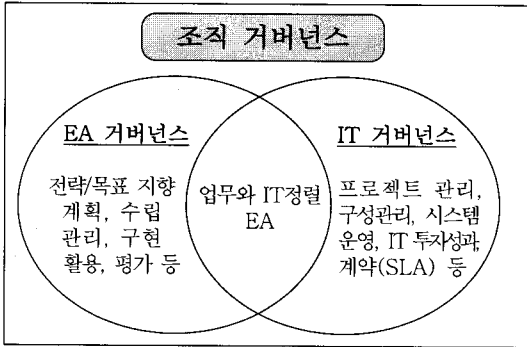 조직 거버넌스
EA 거버넌스
전략/목표 지향
계획, 수립
관리, 구현
활용, 평가 등
업무와 IT정렬
EA
IT 거버넌스
프로젝트 관리,
구성관리, 시스템
운영, IT 투자성과,
계약(SLA) 등